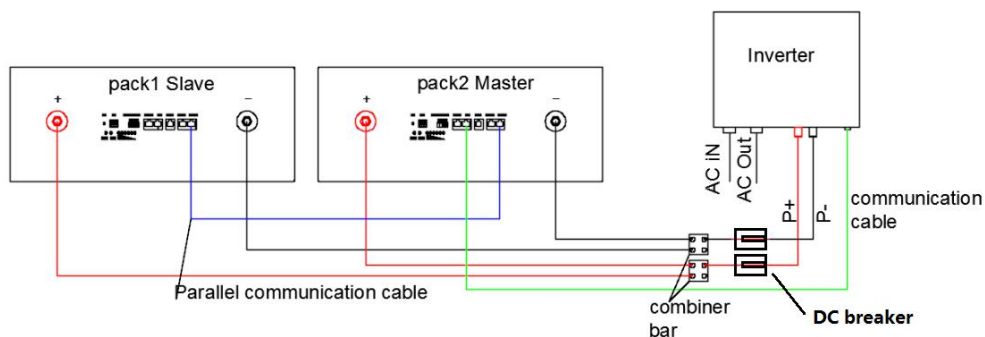 Inverter
pack1 Slave
pack2 Master
+
−
+
−
AC iN
AC Out
P+
P-
communication
cable
Parallel communication cable
combiner
bar
DC breaker